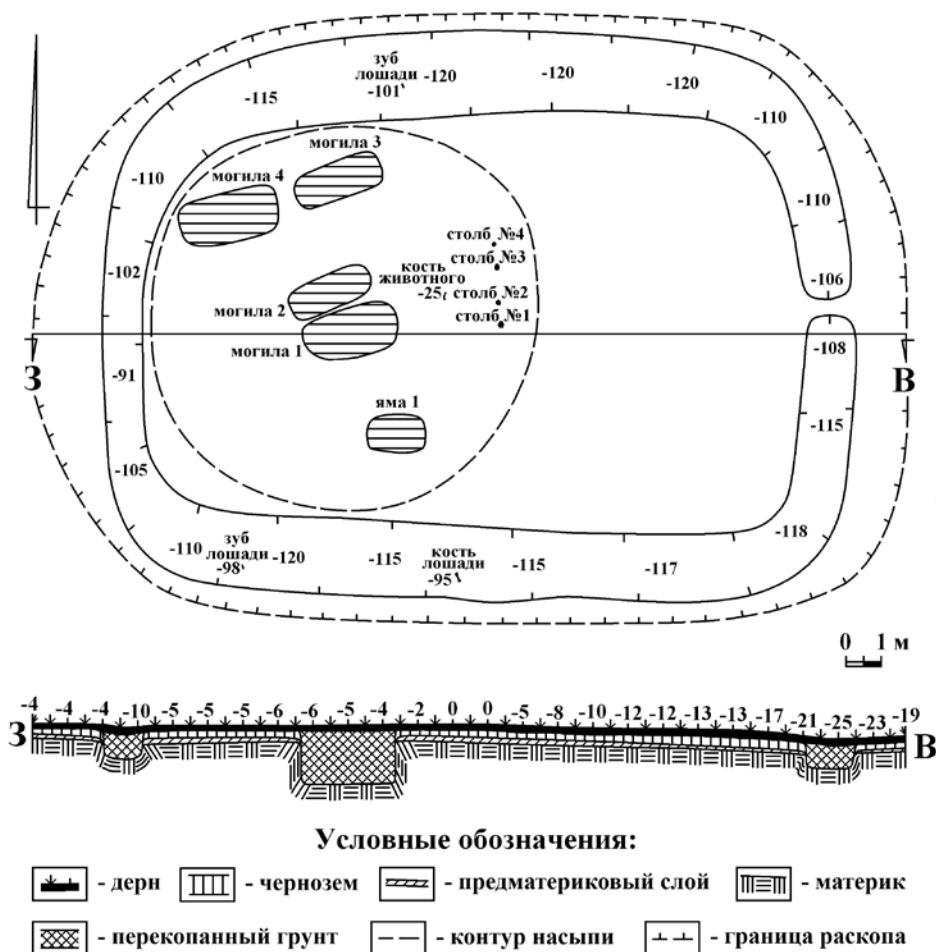 зуб
лошади
-101
-120
-120
-120
-115
-110
могила 3
-110
могила 4
-110
столб №4
столб №3
-102
кость
животного
-25
столб №2
-106
могила 2
столб №1
могила 1
-108
З
-91
В
яма 1
-115
-105
-118
зуб
лошади
-98
-110
-120
-115
кость
лошади
-95
-115
-117
0 1 м
-4 -4 -4 -10 -5 -5 -5 -6 -6 -5 -4 -2 0 0 -5 -8 -10 -12 -12 -13 -13 -17 -21 -25 -23 -19
З
В
Условные обозначения:
- дерн
- чернозем
- предматериковый слой
- материк
- перекопанный грунт
- контур насыпи
- граница раскопа